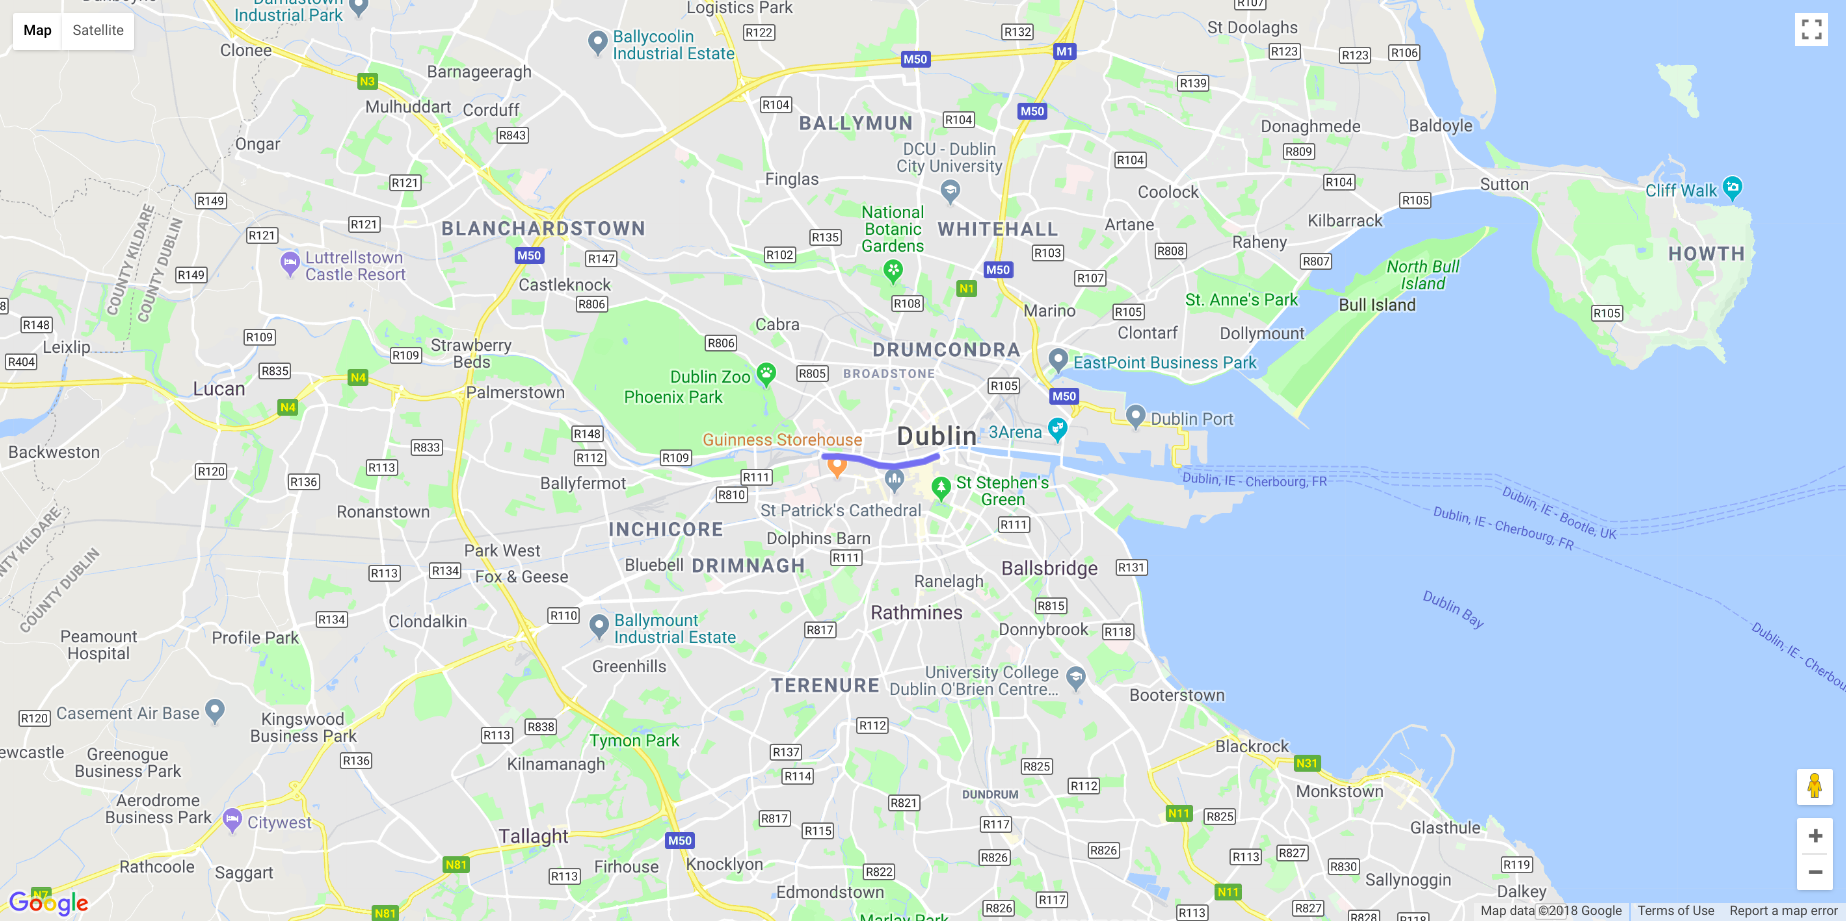 Map
Satellite
Industrial Park
Clonee
N3
Mulhuddart
Ongar
Barnageeragh
Corduff
R843
Ballycoolin
Industrial Estate
Logistics Park
R122
R132
M50
M1
R107
St Doolaghs
R123
R123
R106
R139
R104
BALLYMUN
R104
M50
Donaghmede
R809
Baldoyle
DCU - Dublin
City University
Finglas
R104
Coolock
R104
R105
Sutton
Cliff Walk
HOWTH
R105
R149
R121
R121
R121
BLANCHARDSTOWN
M50
R147
Castleknock
R806
Luttrellstown
Castle Resort
COUNTY KILDARE
COUNTY DUBLIN
R149
R148
Leixlip
R404
R109
R835
Lucan
N4
N4
R109
Strawberry
Beds
Palmerstown
National
Botanic
Gardens
R135
R102
R108
WHITEHALL
M50
N1
R103
R107
Artane
R808
Raheny
Kilbarrack
R807
North Bull
Island
Bull Island
St. Anne's Park
Marino
R105
Clontarf
Dollymount
Cabra
R806
DRUMCONDRA
EastPoint Business Park
Dublin Zoo
Phoenix Park
R805
BROADSTONE
R105
M50
Dublin Port
3Arena
Dublin
Guinness Storehouse
R148
R112
R109
R111
R810
Ballyfermot
St Stephen's
Green
St Patrick's Cathedral
R111
Backweston
R120
R833
R113
R136
Ronanstown
INCHICORE
Dolphins Barn
R111
Park West
Fox & Geese
Bluebell
DRIMNAGH
Ranelagh
Ballsbridge
R131
Dublin, IE - Cherbourg, FR
Dublin, IE - Bootle, UK
Dublin, IE - Cherbourg, FR
Dublin Bay
COUNTY DUBLIN
R113
R134
R134
R110
Clondalkin
Profile Park
Peamount
Hospital
Ballymount
Industrial Estate
Greenhills
Rathmines
R815
Donnybrook
R118
R817
University College
Dublin O'Brien Centre...
TERENURE
Booterstown
R120
Casement Air Base
Kingswood
Business Park
Greenogue
Business Park
R136
R113
R838
Kilnamanagh
Tymon Park
R112
R137
R114
R825
R112
DUNDRUM
R821
R817
R115
R117
Blackrock
N31
Monkstown
N11
R825
Glasthule
Aerodrome
Business Park
Citywest
Tallaght
M50
N81
Firhouse
Knocklyon
R113
R822
R826
R826
R113
R827
R830
R119
Sallynoggin
Dalkey
Rathcoole
Saggart
N7
N81
Edmondstown
Marlay Park
R117
R826
N11
R113
R827
R828
R118
Google
Map data ©2018 Google
Terms of Use
Report a map error